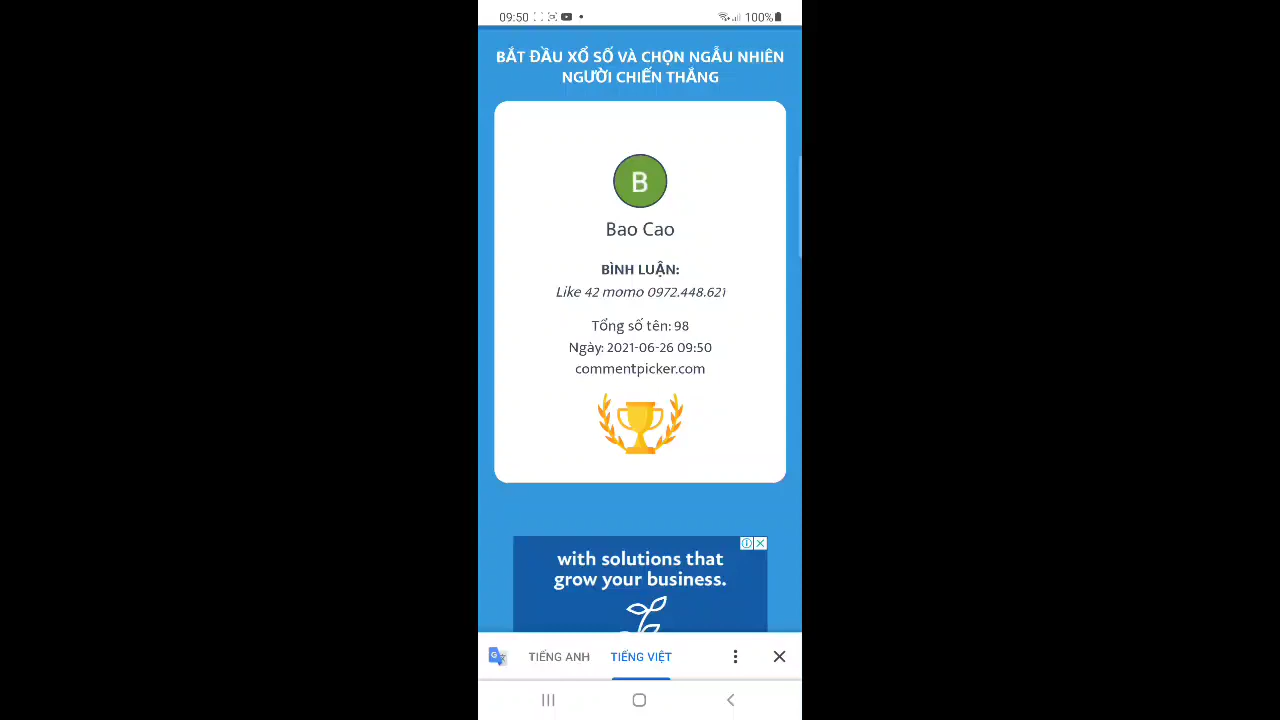 09:50
100%
BẮT ĐẦU XỔ SỐ VÀ CHỌN NGẪU NHIÊN
NGƯỜI CHIẾN THẮNG
B
Bao Cao
BÌNH LUẬN:
Like 42 momo 0972.448.621
Tổng số tên: 98
Ngày: 2021-06-26 09:50
commentpicker.com
with solutions that
grow your business.
TIẾNG ANH
TIẾNG VIỆT